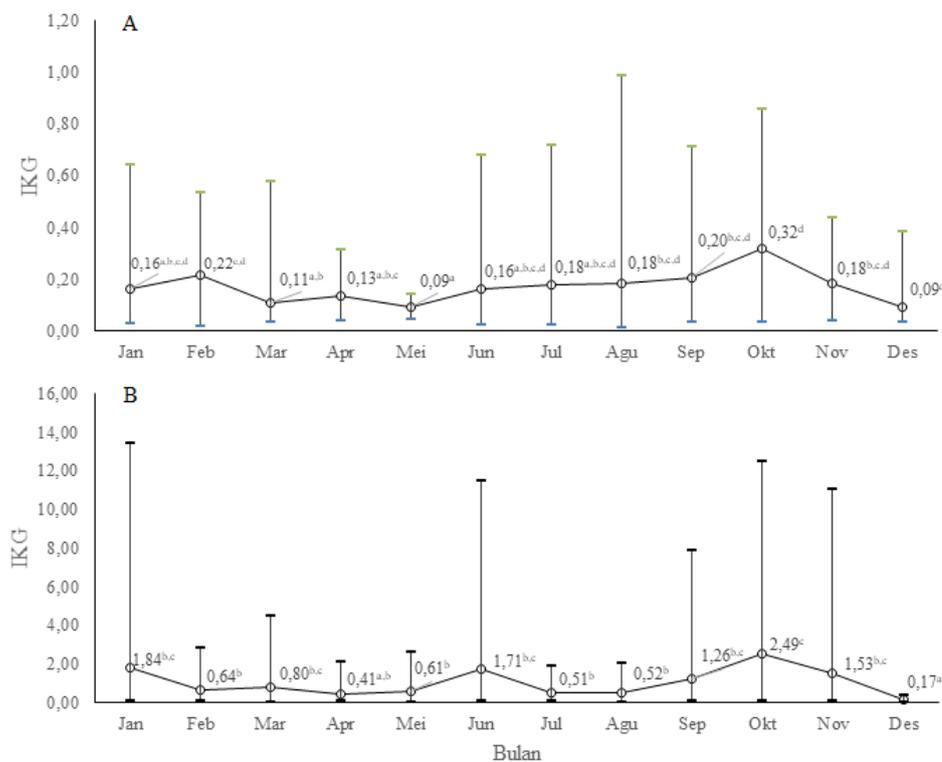 A
1,20
1,00
0,80
0,60
0,40
0,20
0,00
IKG
0,16a,b,c,d 0,22c,d 0,11a,b 0,13a,b,c 0,09a 0,16a,b,c,d 0,18a,b,c,d 0,18b,c,d 0,20b,c,d 0,32d 0,18b,c,d 0,09
Jan Feb Mar Apr Mei Jun Jul Agu Sep Okt Nov Des
B
16,00
14,00
12,00
10,00
8,00
6,00
4,00
2,00
0,00
IKG
1,84b,c 0,64b 0,80b,c 0,41a,b 0,61b 1,71b,c 0,51b 0,52b 1,26b,c 2,49c 1,53b,c 0,17a
Jan Feb Mar Apr Mei Jun Jul Agu Sep Okt Nov Des
Bulan